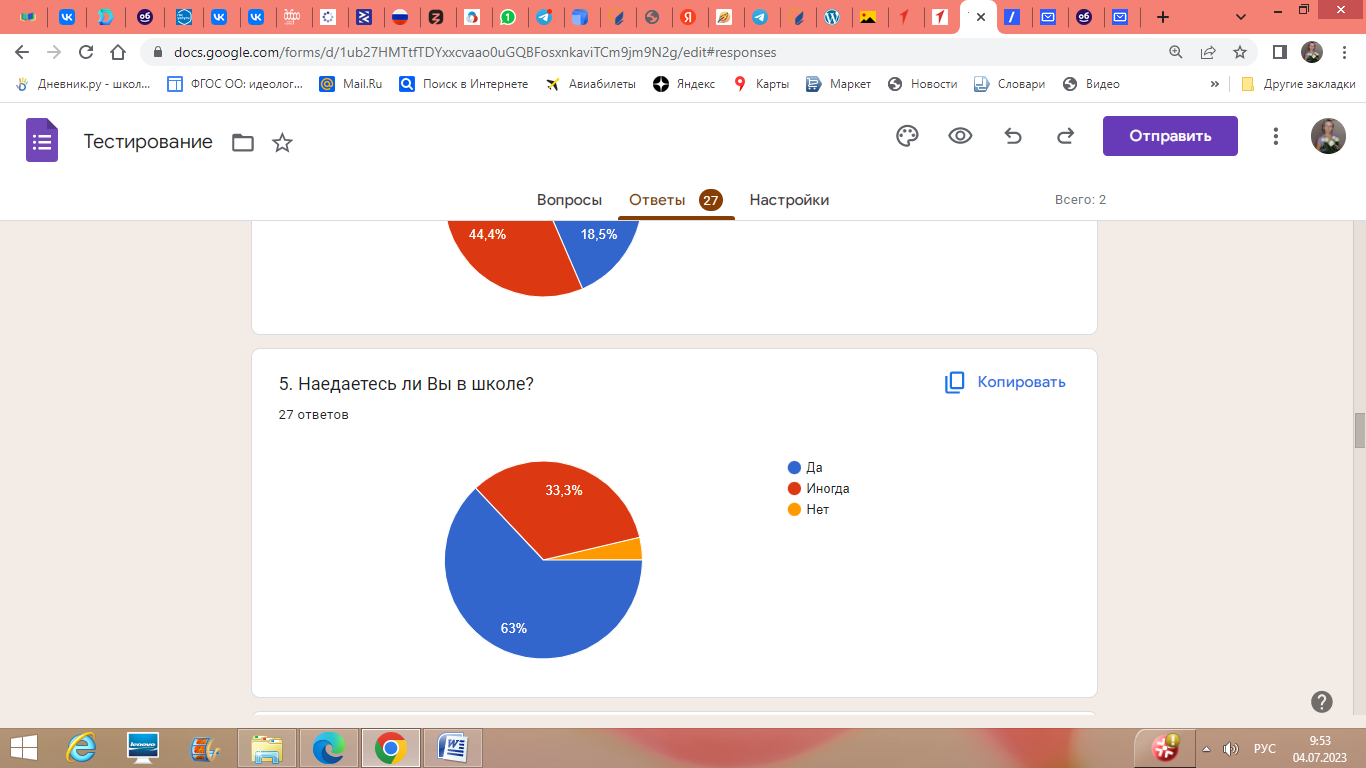 docs.google.com/forms/d/1ub27HMTtfTDYxxcvaao0uGQBFosxnkaviTCm9jm9N2g/edit#responses
Дневник.ру - школ... ФГОС ОО: идеолог... Mail.Ru Поиск в Интернете Авиабилеты Яндекс Карты Маркет Новости Словари Видео » Другие закладки
Тестирование
Отправить
Вопросы Ответы 27 Настройки Всего: 2
44,4% 18,5%
5. Наедаетесь ли Вы в школе?
Копировать
27 ответов
Да
Иногда
Нет
33,3%
63%
РУС
9:53
04.07.2023